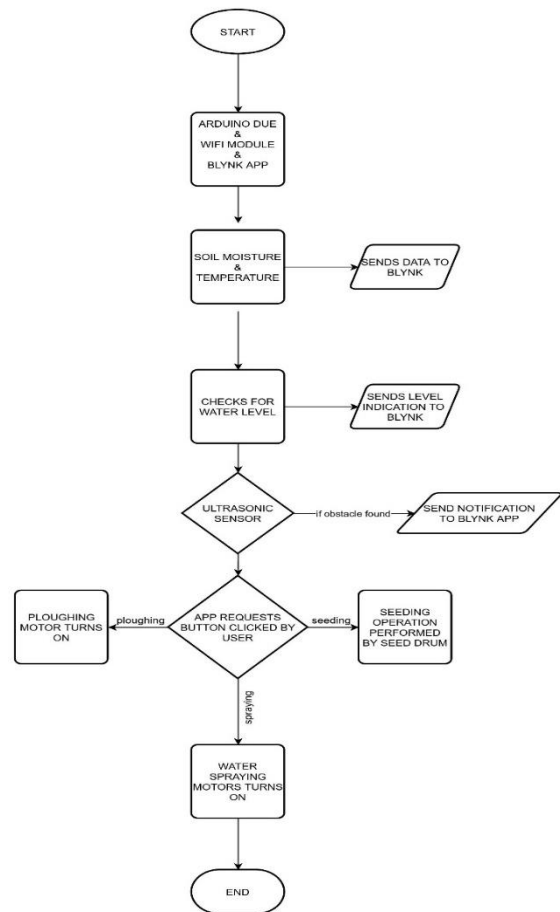 START
ARDUINO DUE
&
WIFI MODULE
&
BLYNK APP
SOIL MOISTURE
&
TEMPERATURE
SENDS DATA TO
BLYNK
CHECKS FOR
WATER LEVEL
SENDS LEVEL
INDICATION TO
BLYNK
ULTRASONIC
SENSOR
if obstacle found
SEND NOTIFICATION
TO BLYNK APP
PLOUGHING
MOTOR TURNS
ON
ploughing
APP REQUESTS
BUTTON CLICKED BY
USER
seeding
SEEDING
OPERATION
PERFORMED
BY SEED DRUM
spraying
WATER
SPRAYING
MOTORS TURNS
ON
END